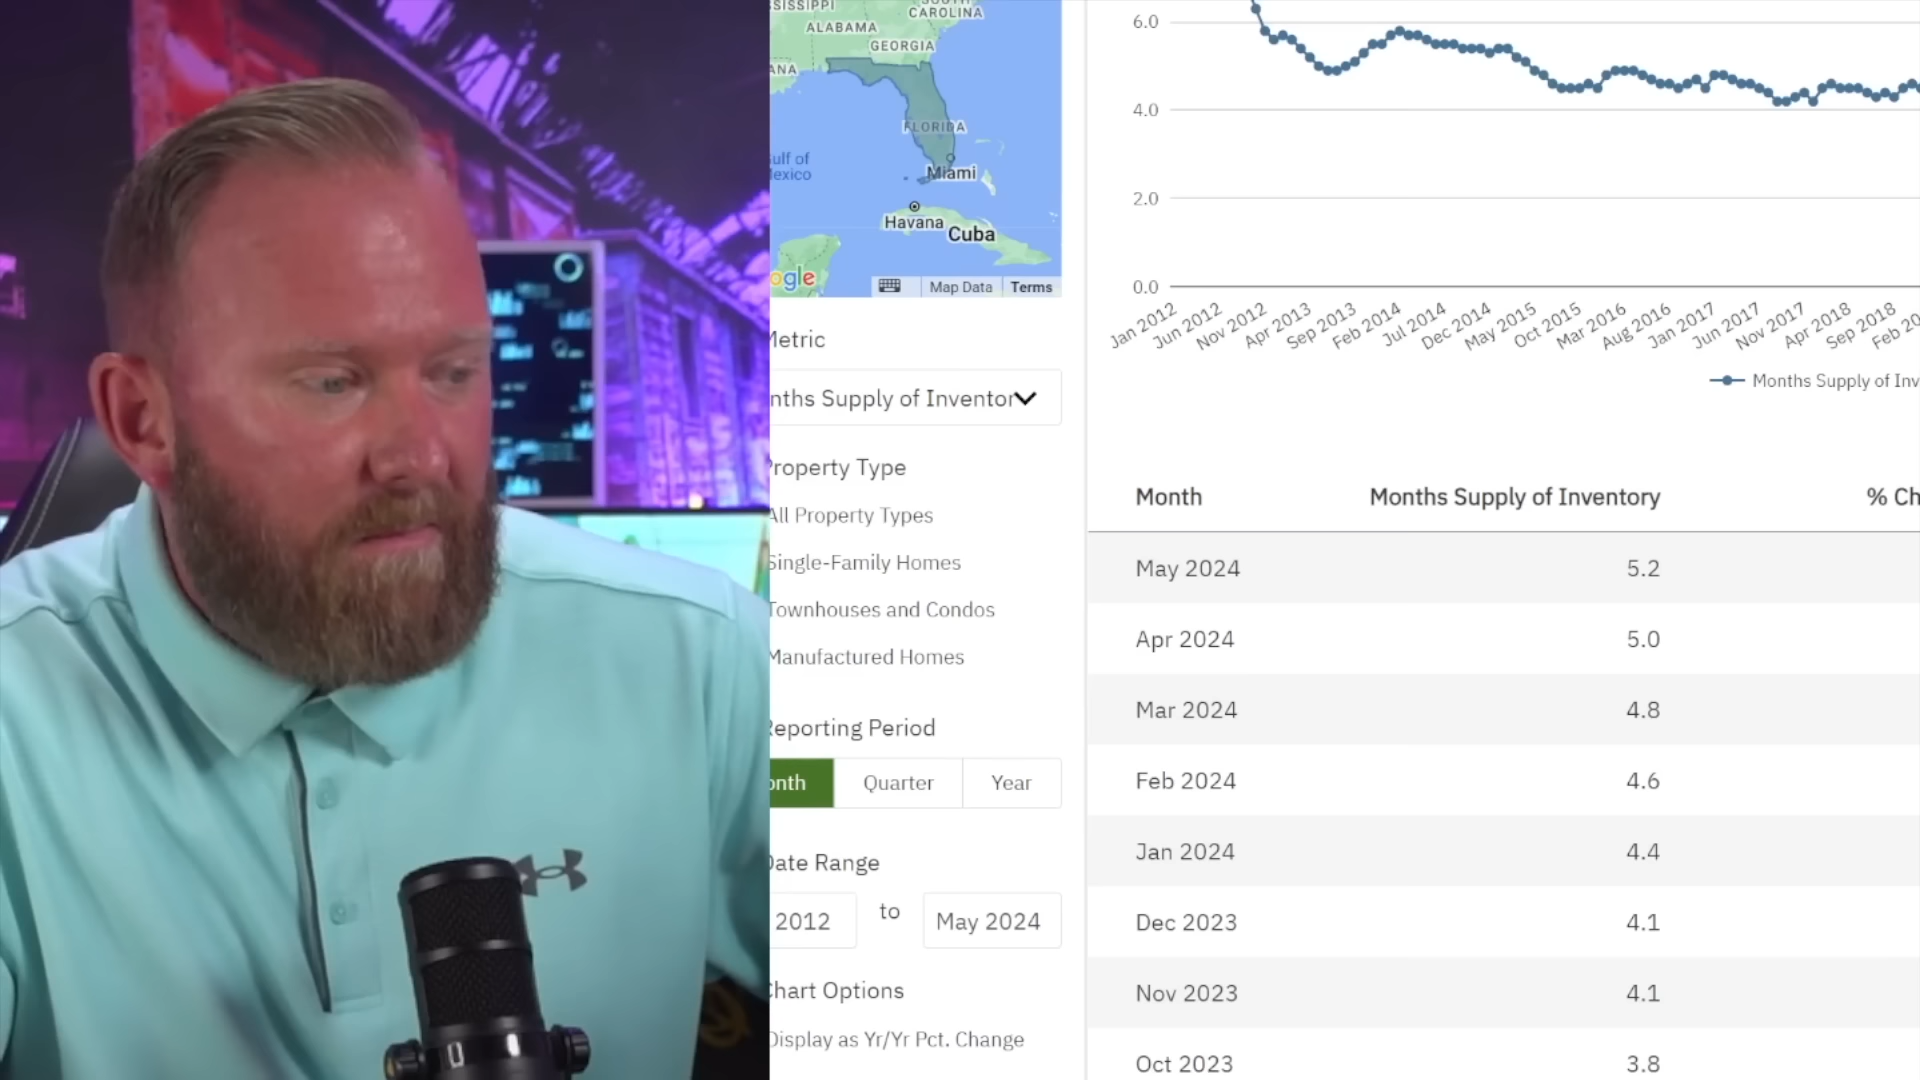 SSISSIPPI
SOUTH
CAROLINA
ALABAMA
GEORGIA
ANA
FLORIDA
ulf of
exico
Miami
Havana
Cuba
ogle
Map Data
Terms
Metric
nths Supply of Inventor
Property Type
All Property Types
Single-Family Homes
Townhouses and Condos
Manufactured Homes
Reporting Period
onth Quarter Year
Date Range
2012 to May 2024
Chart Options
Display as Yr/Yr Pct. Change
6.0
4.0
2.0
0.0
Jan 2012 Jun 2012 Nov 2012 Apr 2013 Sep 2013 Feb 2014 Jul 2014 Dec 2014 May 2015 Oct 2015 Mar 2016 Aug 2016 Jan 2017 Jun 2017 Nov 2017 Apr 2018 Sep 2018 Feb 20
Months Supply of Inv
Month Months Supply of Inventory % Ch
May 2024 5.2
Apr 2024 5.0
Mar 2024 4.8
Feb 2024 4.6
Jan 2024 4.4
Dec 2023 4.1
Nov 2023 4.1
Oct 2023 3.8